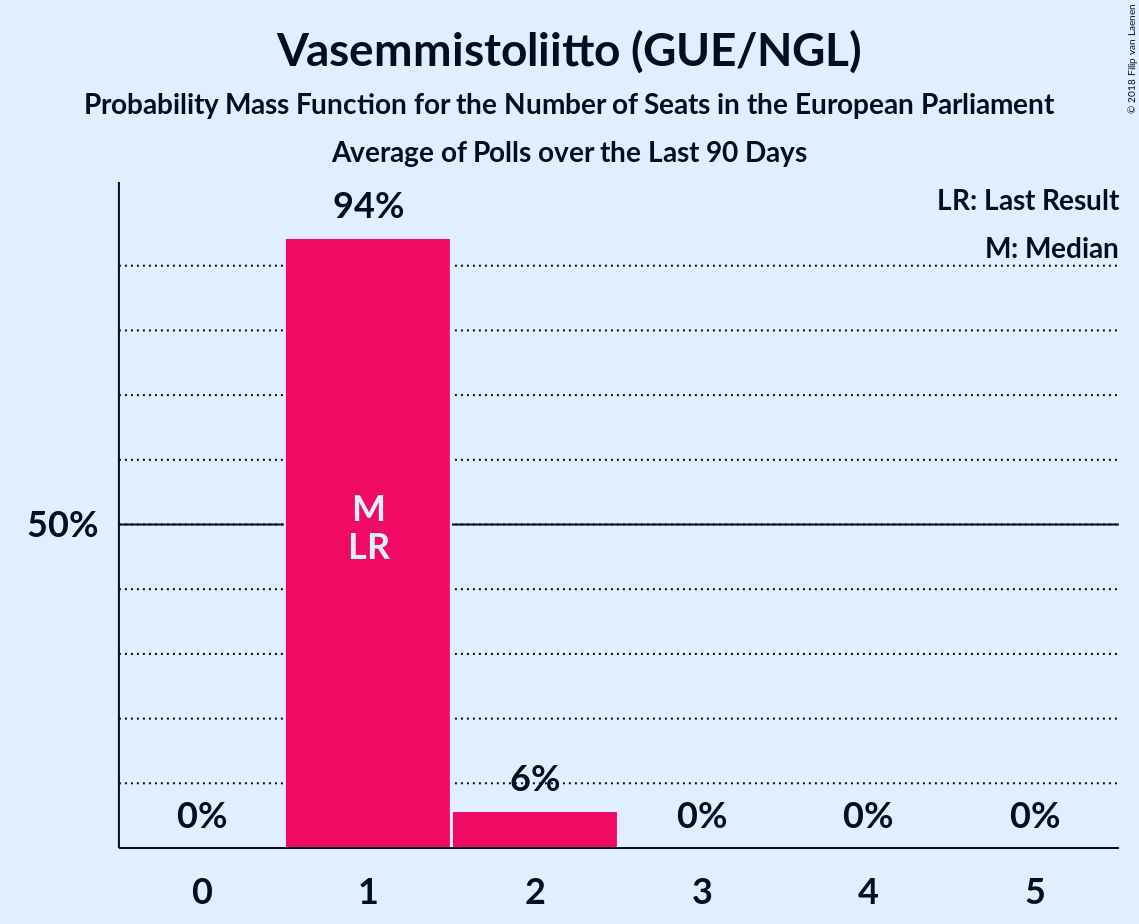 Vasemmistoliitto (GUE/NGL)
Probability Mass Function for the Number of Seats in the European Parliament
Average of Polls over the Last 90 Days
© 2018 Filip van Laenen
LR: Last Result
M: Median
94%
50%
M
LR
0%
6%
0%
0%
0%
0
1
2
3
4
5